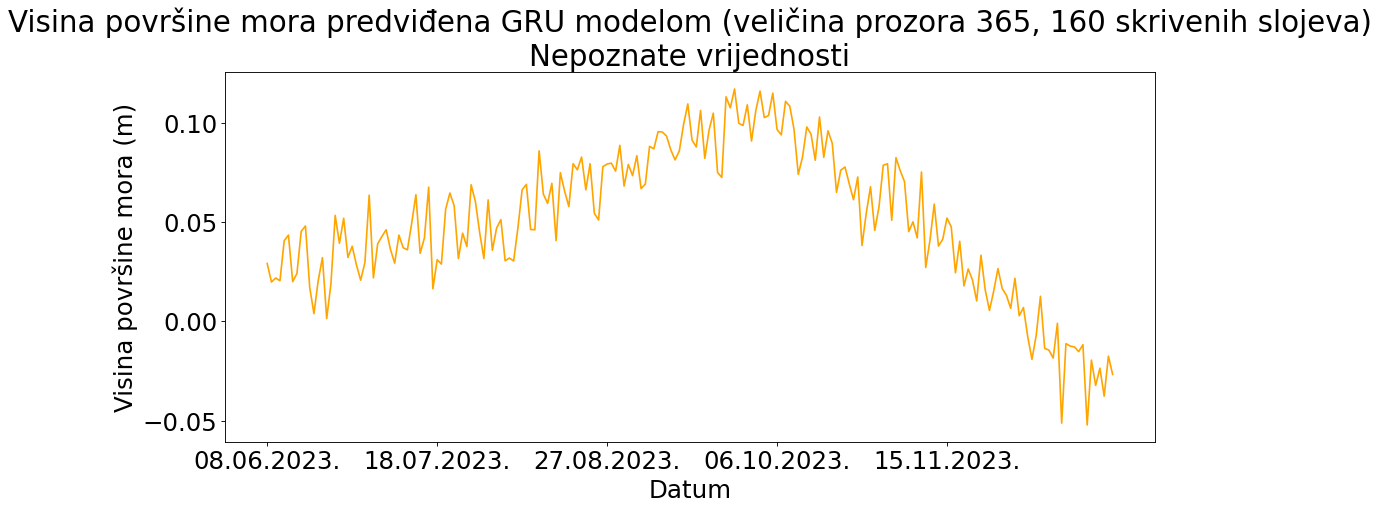 Visina površine mora predviđena GRU modelom (veličina prozora 365, 160 skrivenih slojeva)
Nepoznate vrijednosti
Visina površine mora (m)
0.10
0.05
0.00
−0.05
08.06.2023. 18.07.2023. 27.08.2023. 06.10.2023. 15.11.2023.
Datum